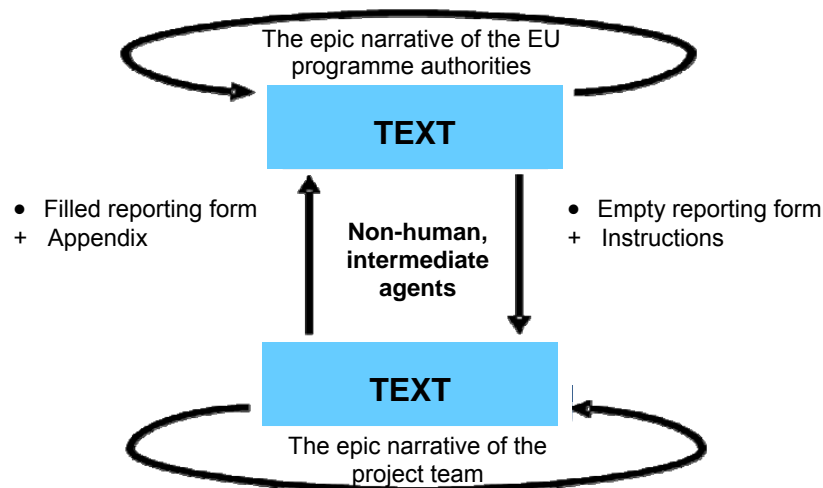 The epic narrative of the EU
programme authorities
TEXT
• Filled reporting form
+ Appendix
Non-human,
intermediate
agents
• Empty reporting form
+ Instructions
TEXT
The epic narrative of the
project team